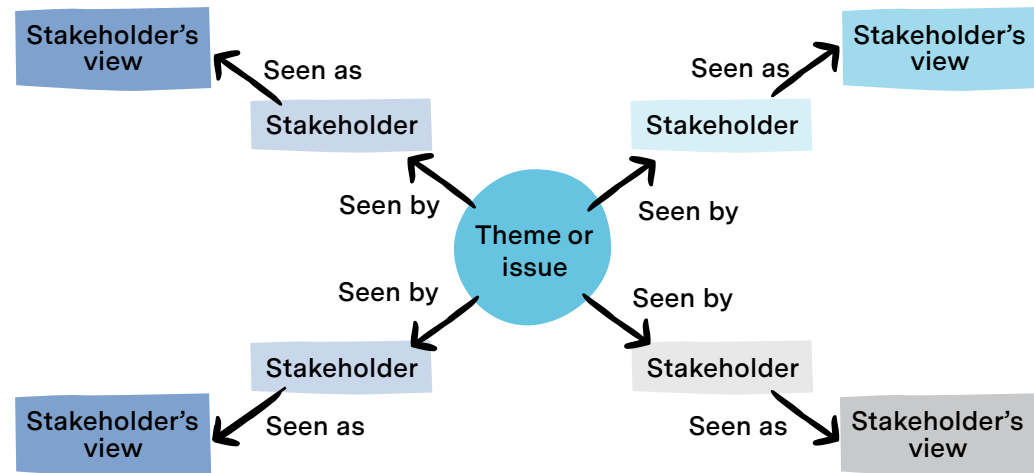 Stakeholder's
view
Seen as
Stakeholder
Seen by
Seen as
Stakeholder's
view
Stakeholder
Seen by
Theme or
issue
Seen by
Stakeholder
Seen as
Stakeholder's
view
Seen by
Stakeholder
Seen as
Stakeholder's
view